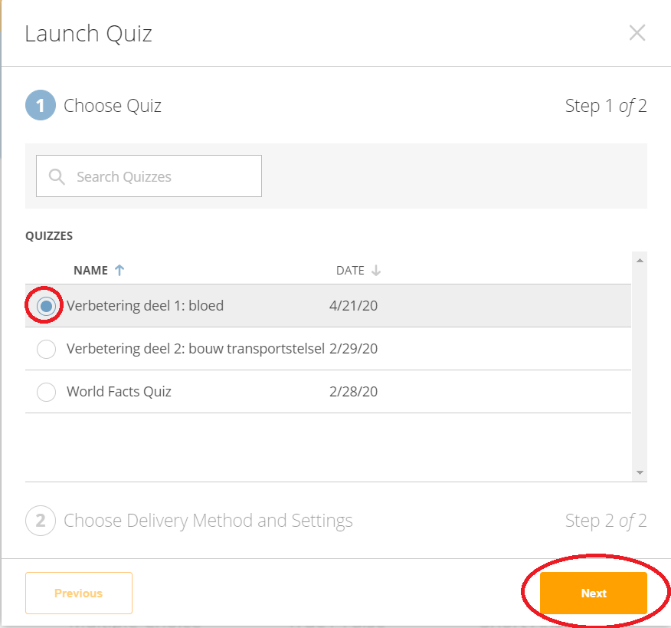 Launch Quiz
1 Choose Quiz Step 1 of 2
Search Quizzes
QUIZZES
NAME DATE
Verbetering deel 1: bloed 4/21/20
Verbetering deel 2: bouw transportstelsel 2/29/20
World Facts Quiz 2/28/20
2 Choose Delivery Method and Settings Step 2 of 2
Previous Next